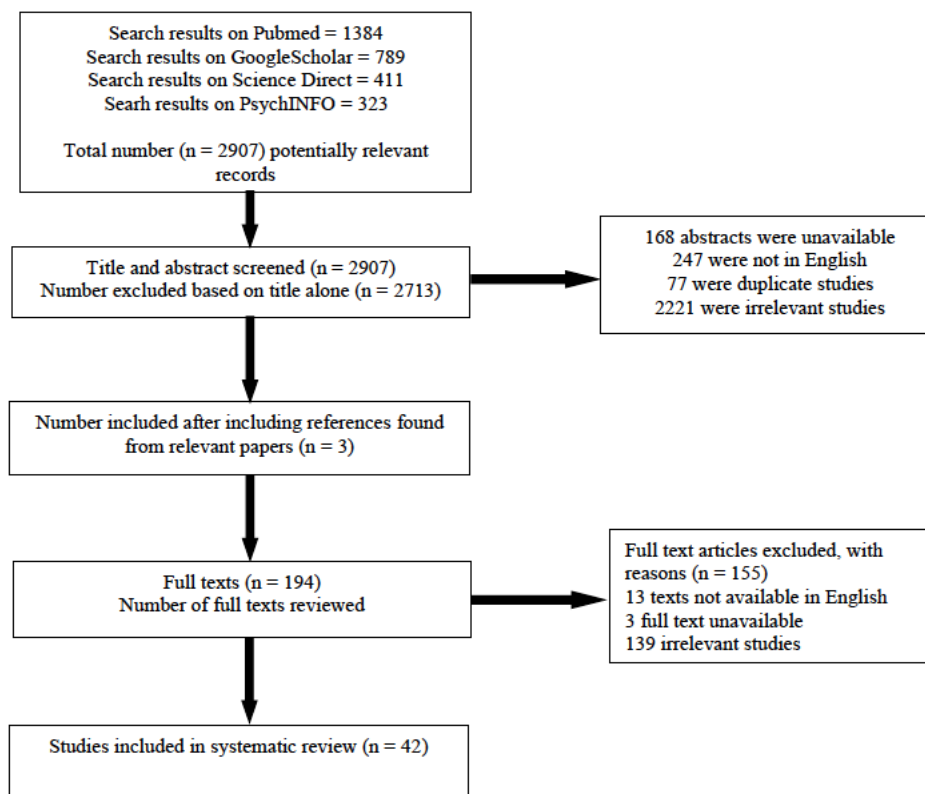 Search results on Pubmed = 1384
Search results on GoogleScholar = 789
Search results on Science Direct = 411
Searh results on PsychINFO = 323
Total number (n = 2907) potentially relevant
records
Title and abstract screened (n = 2907)
Number excluded based on title alone (n = 2713)
168 abstracts were unavailable
247 were not in English
77 were duplicate studies
2221 were irrelevant studies
Number included after including references found
from relevant papers (n = 3)
Full texts (n = 194)
Number of full texts reviewed
Full text articles excluded, with
reasons (n = 155)
13 texts not available in English
3 full text unavailable
139 irrelevant studies
Studies included in systematic review (n = 42)